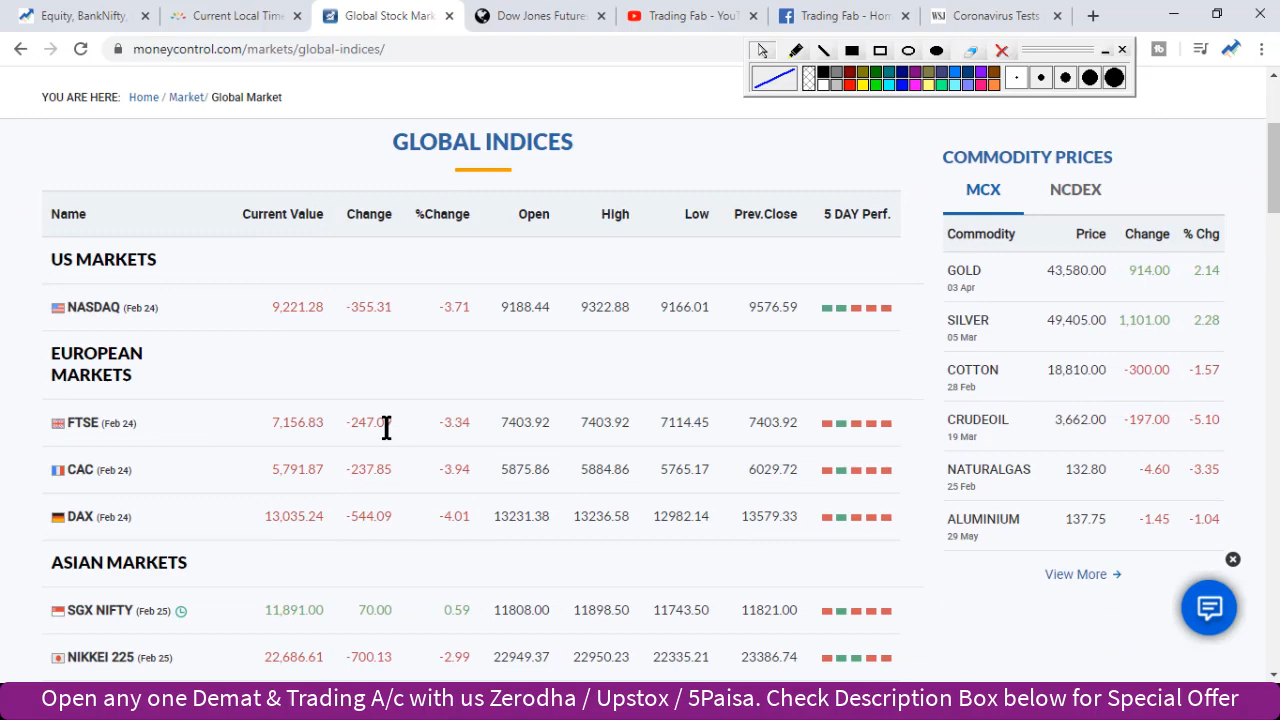 Equity, BankNifty,
Current Local Time
Global Stock Mark
Dow Jones Future
Trading Fab - YouT
Trading Fab - Hom
Coronavirus Tests
moneycontrol.com/markets/global-indices/
YOU ARE HERE: Home / Market/ Global Market
GLOBAL INDICES
Name Current Value Change %Change Open High Low Prev.Close 5 DAY Perf.
US MARKETS
NASDAQ (Feb 24) 9,221.28 -355.31 -3.71 9188.44 9322.88 9166.01 9576.59
EUROPEAN
MARKETS
FTSE (Feb 24) 7,156.83 -247.09 -3.34 7403.92 7403.92 7114.45 7403.92
CAC (Feb 24) 5,791.87 -237.85 -3.94 5875.86 5884.86 5765.17 6029.72
DAX (Feb 24) 13,035.24 -544.09 -4.01 13231.38 13236.58 12982.14 13579.33
ASIAN MARKETS
SGX NIFTY (Feb 25) 11,891.00 70.00 0.59 11808.00 11898.50 11743.50 11821.00
NIKKEI 225 (Feb 25) 22,686.61 -700.13 -2.99 22949.37 22950.23 22335.21 23386.74
COMMODITY PRICES
MCX NCDEX
Commodity Price Change % Chg
GOLD 43,580.00 914.00 2.14
03 Apr
SILVER 49,405.00 1,101.00 2.28
05 Mar
COTTON 18,810.00 -300.00 -1.57
28 Feb
CRUDEOIL 3,662.00 -197.00 -5.10
19 Mar
NATURALGAS 132.80 -4.60 -3.35
25 Feb
ALUMINIUM 137.75 -1.45 -1.04
29 May
View More
Open any one Demat & Trading A/c with us Zerodha / Upstox / 5Paisa. Check Description Box below for Special Offer